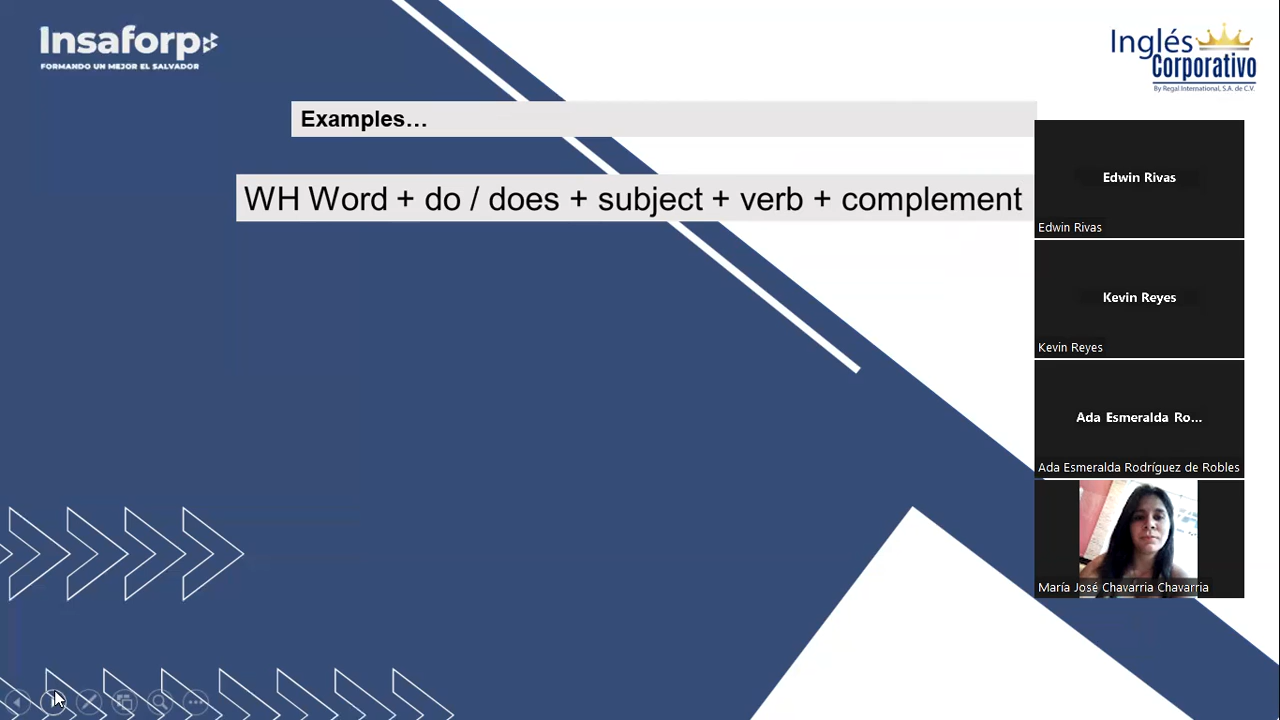 Insaforp
FORMANDO UN MEJOR EL SALVADOR
Inglés
Corporativo
By Regal International, S.A. de C.V.
Examples...
WH Word + do / does + subject + verb + complement
Edwin Rivas
Edwin Rivas
Kevin Reyes
Kevin Reyes
Ada Esmeralda Ro...
Ada Esmeralda Rodríguez de Robles
María José Chavarria Chavarria